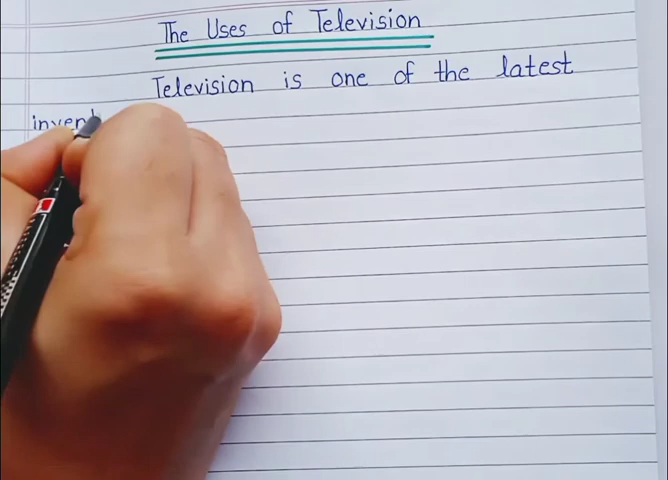 The Uses of Television
Television is one of the latest